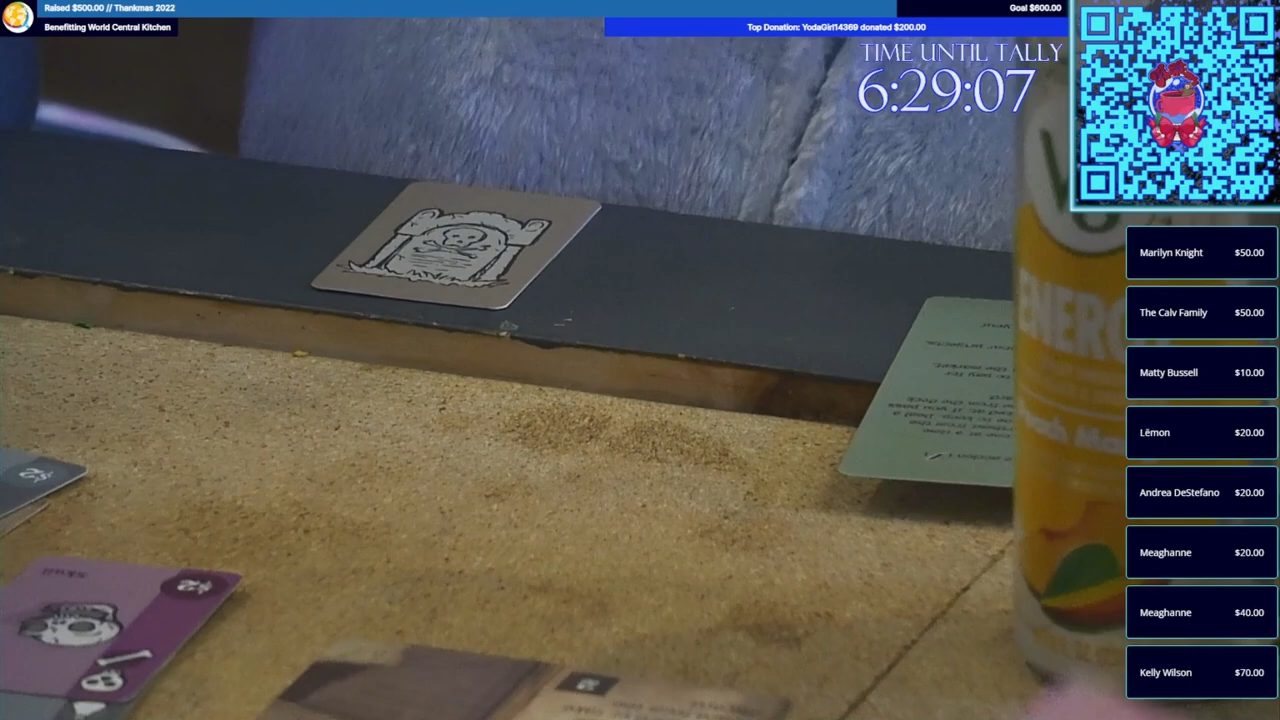 Raised $500.00 // Thankmas 2022
Goal $600.00
Benefitting World Central Kitchen
Top Donation: YodaGirl14369 donated $200.00
TIME UNTIL TALLY
6:29:07
ENERG
Marilyn Knight $50.00
The Calv Family $50.00
Matty Bussell $10.00
Lēmon $20.00
Andrea DeStefano $20.00
Meaghanne $20.00
Meaghanne $40.00
Kelly Wilson $70.00
Skull